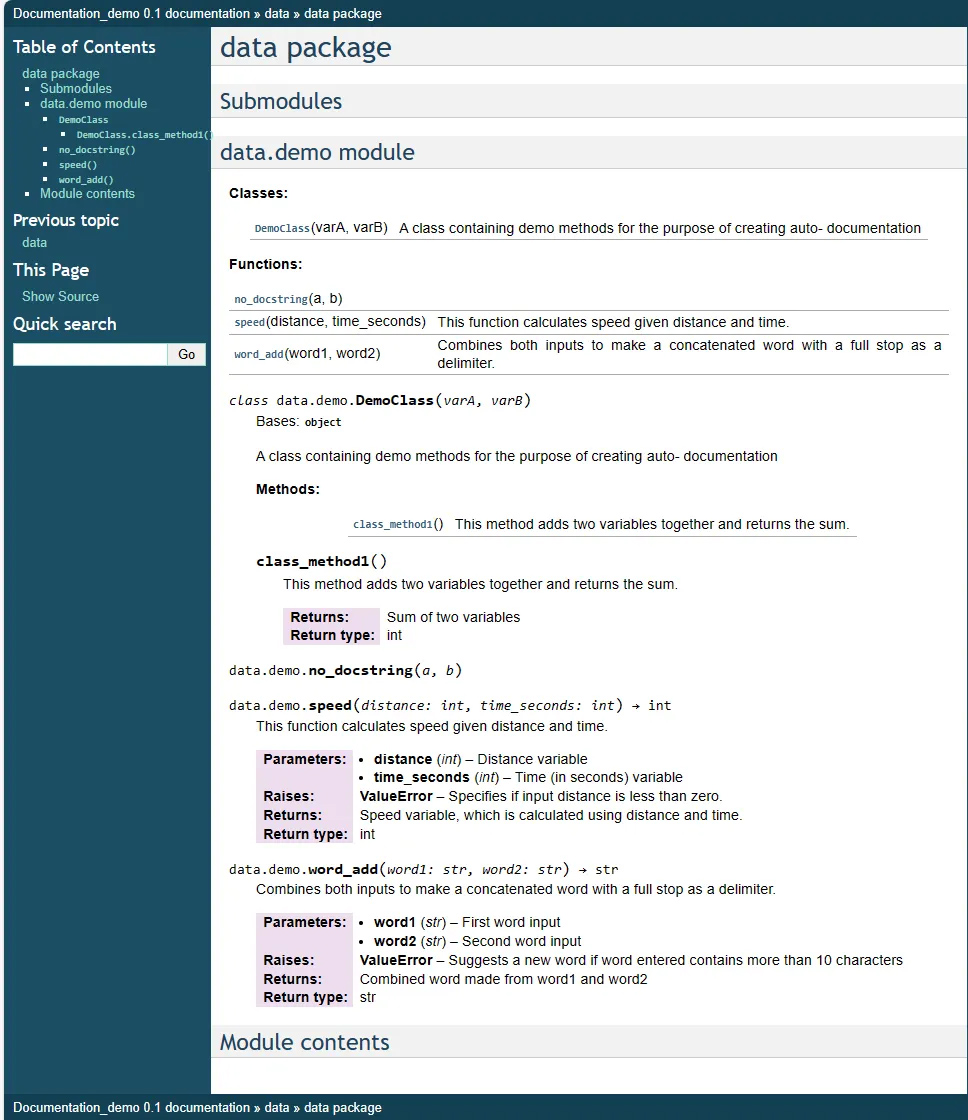 Documentation_demo 0.1 documentation » data » data package
Table of Contents
data package
Submodules
data.demo module
DemoClass
DemoClass.class_method1()
no_docstring()
speed()
word_add()
Module contents
Previous topic
data
This Page
Show Source
Quick search
Go
data package
Submodules
data.demo module
Classes:
DemoClass(varA, varB) A class containing demo methods for the purpose of creating auto- documentation
Functions:
no_docstring(a, b)
speed(distance, time_seconds) This function calculates speed given distance and time.
word_add(word1, word2) Combines both inputs to make a concatenated word with a full stop as a
delimiter.
class data.demo.DemoClass(varA, varB)
Bases: object
A class containing demo methods for the purpose of creating auto- documentation
Methods:
class_method1() This method adds two variables together and returns the sum.
class_method1()
This method adds two variables together and returns the sum.
Returns: Sum of two variables
Return type: int
data.demo.no_docstring(a, b)
data.demo.speed(distance: int, time_seconds: int) → int
This function calculates speed given distance and time.
Parameters: • distance (int) – Distance variable
• time_seconds (int) – Time (in seconds) variable
Raises: ValueError – Specifies if input distance is less than zero.
Returns: Speed variable, which is calculated using distance and time.
Return type: int
data.demo.word_add(word1: str, word2: str) → str
Combines both inputs to make a concatenated word with a full stop as a delimiter.
Parameters: • word1 (str) – First word input
• word2 (str) – Second word input
Raises: ValueError – Suggests a new word if word entered contains more than 10 characters
Returns: Combined word made from word1 and word2
Return type: str
Module contents
Documentation_demo 0.1 documentation » data » data package